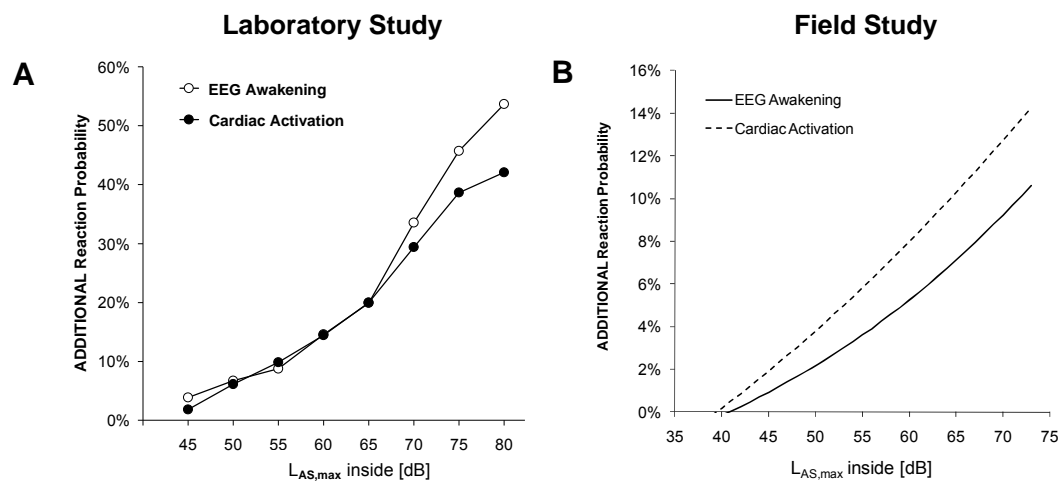 Laboratory Study
A
60%
50%
40%
30%
20%
10%
0%
ADDITIONAL Reaction Probability
EEG Awakening
Cardiac Activation
45 50 55 60 65 70 75 80
LAS,max inside [dB]
Field Study
B
16%
14%
12%
10%
8%
6%
4%
2%
0%
ADDITIONAL Reaction Probability
EEG Awakening
Cardiac Activation
35 40 45 50 55 60 65 70 75
LAS,max inside [dB]